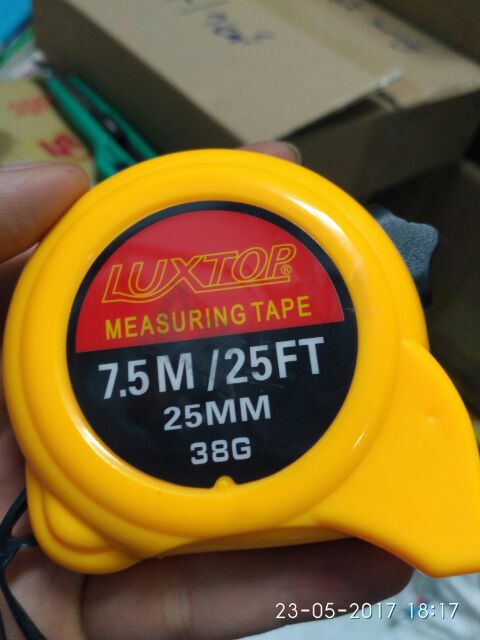 LUXTOP®
MEASURING TAPE
7.5M/25FT
25MM
38G
23-05-2017 18:17